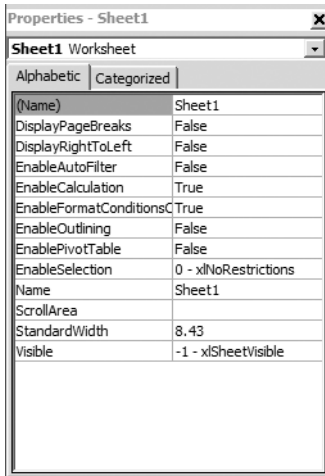 Properties - Sheet1 X
Sheet1 Worksheet
Alphabetic Categorized
(Name) Sheet1
DisplayPageBreaks False
DisplayRightToLeft False
EnableAutoFilter False
EnableCalculation True
EnableFormatConditionsC True
EnableOutlining False
EnablePivotTable False
EnableSelection 0 - xlNoRestrictions
Name Sheet1
ScrollArea
StandardWidth 8.43
Visible -1 - xlSheetVisible